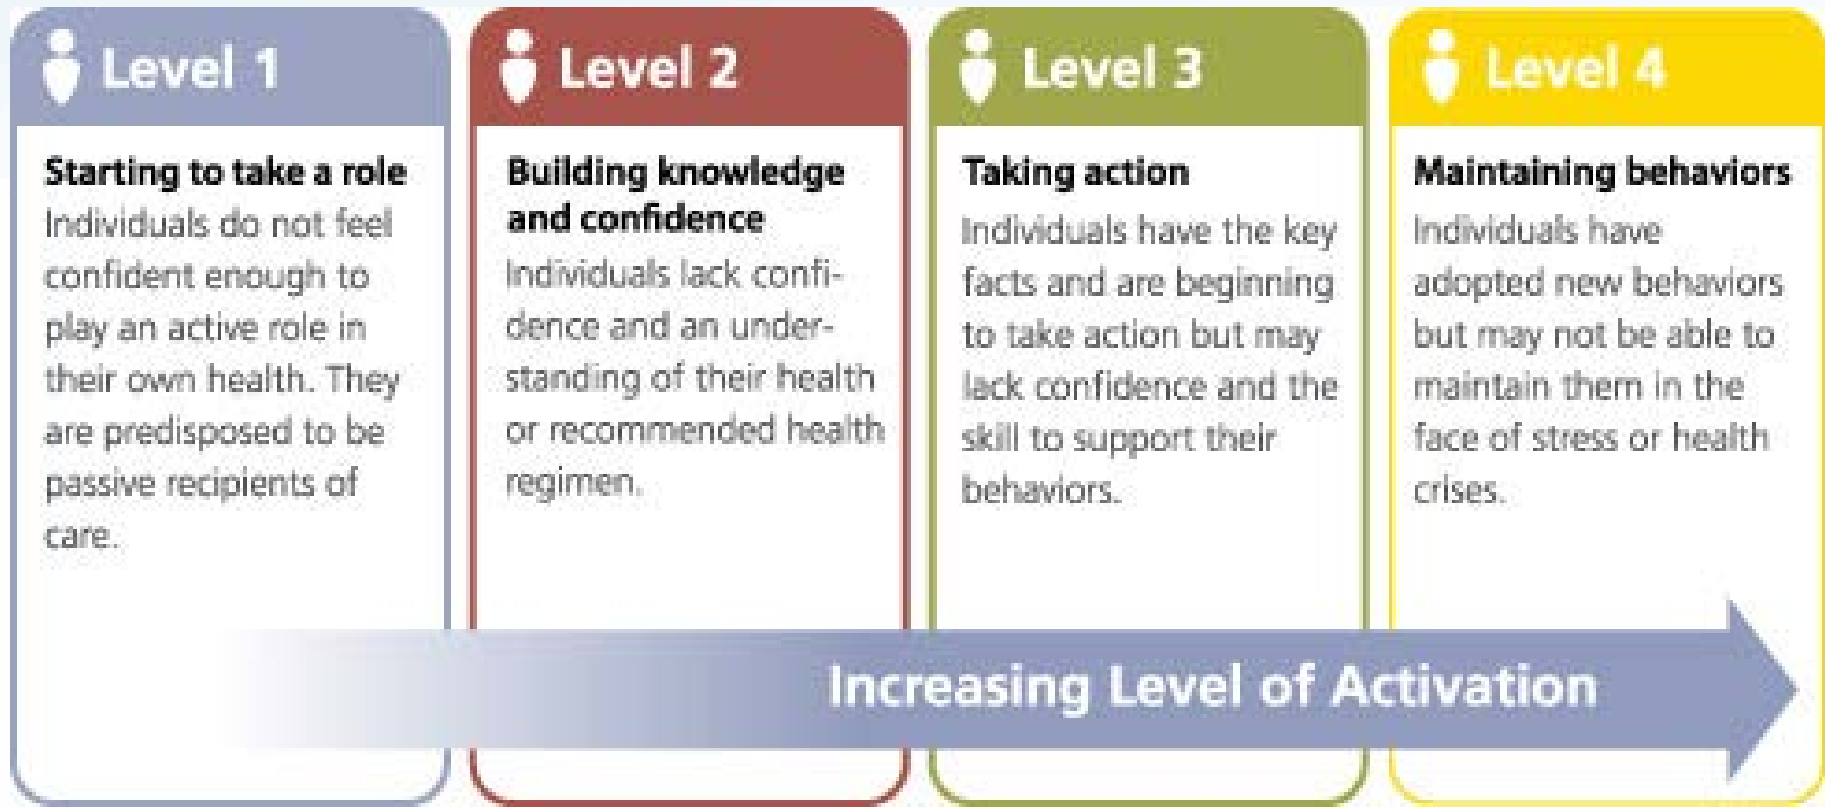 Level 1
Starting to take a role
Individuals do not feel
confident enough to
play an active role in
their own health. They
are predisposed to be
passive recipients of
care.
Level 2
Building knowledge
and confidence
Individuals lack confi-
dence and an under-
standing of their health
or recommended health
regimen.
Level 3
Taking action
Individuals have the key
facts and are beginning
to take action but may
lack confidence and the
skill to support their
behaviors.
Level 4
Maintaining behaviors
Individuals have
adopted new behaviors
but may not be able to
maintain them in the
face of stress or health
crises.
Increasing Level of Activation